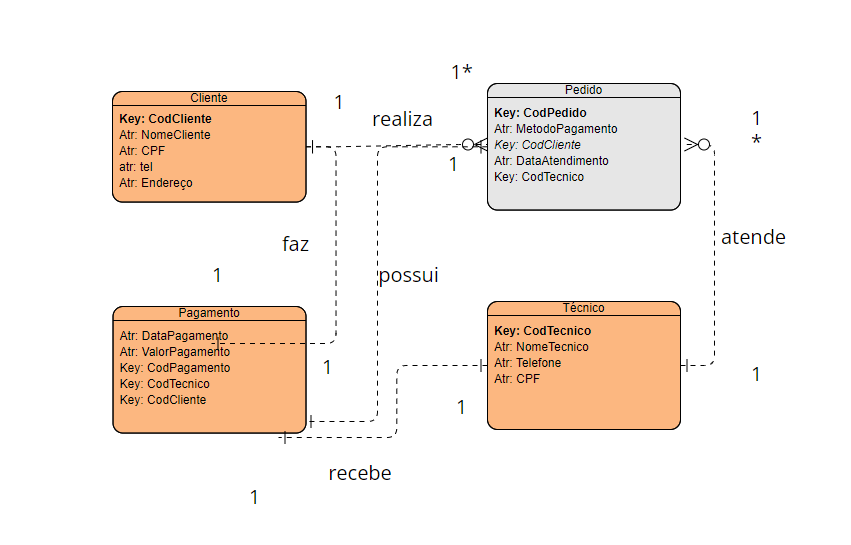 Cliente
Key: CodCliente
Atr: NomeCliente
Atr: CPF
atr: tel
Atr: Endereço
1
realiza
1*
1
Pedido
Key: CodPedido
Atr: MetodoPagamento
Key: CodCliente
Atr: DataAtendimento
Key: CodTecnico
1
*
atende
faz
1
possui
Pagamento
Atr: DataPagamento
Atr: ValorPagamento
Key: CodPagamento
Key: CodTecnico
Key: CodCliente
1
Técnico
Key: CodTecnico
Atr: NomeTecnico
Atr: Telefone
Atr: CPF
1
1
recebe
1